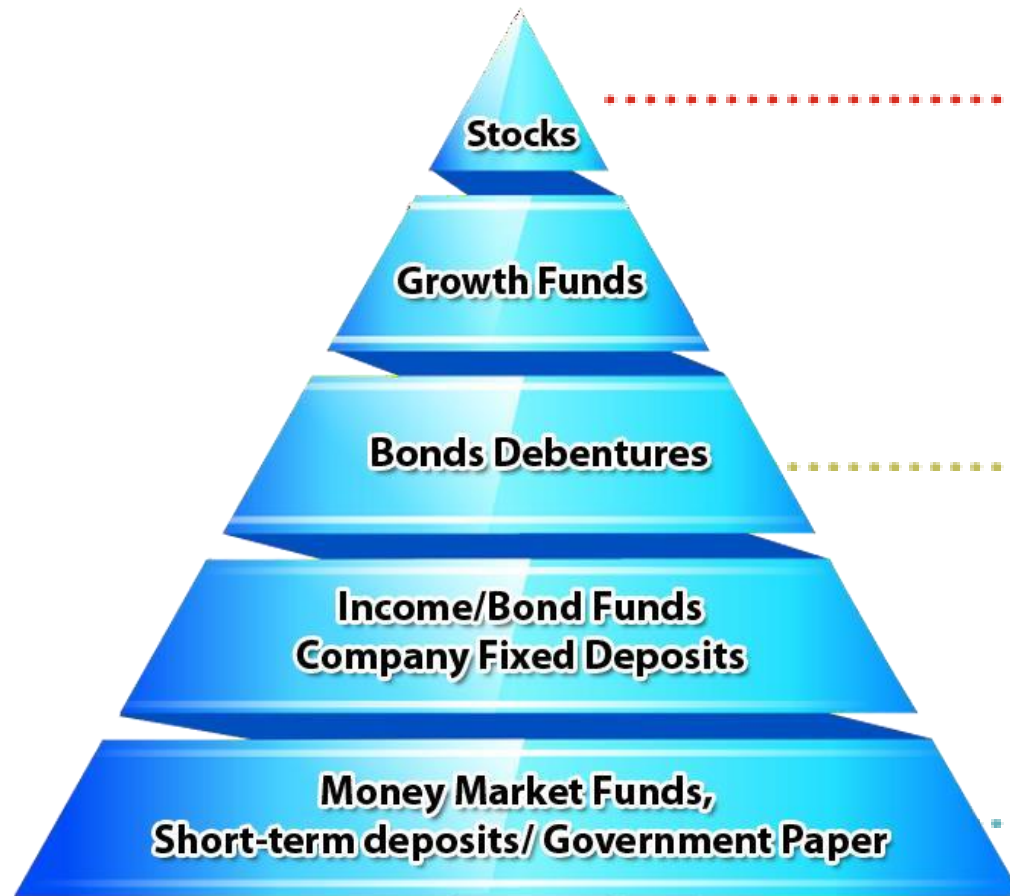 Stocks
Growth Funds
Bonds Debentures
Income/Bond Funds
Company Fixed Deposits
Money Market Funds,
Short-term deposits/ Government Paper